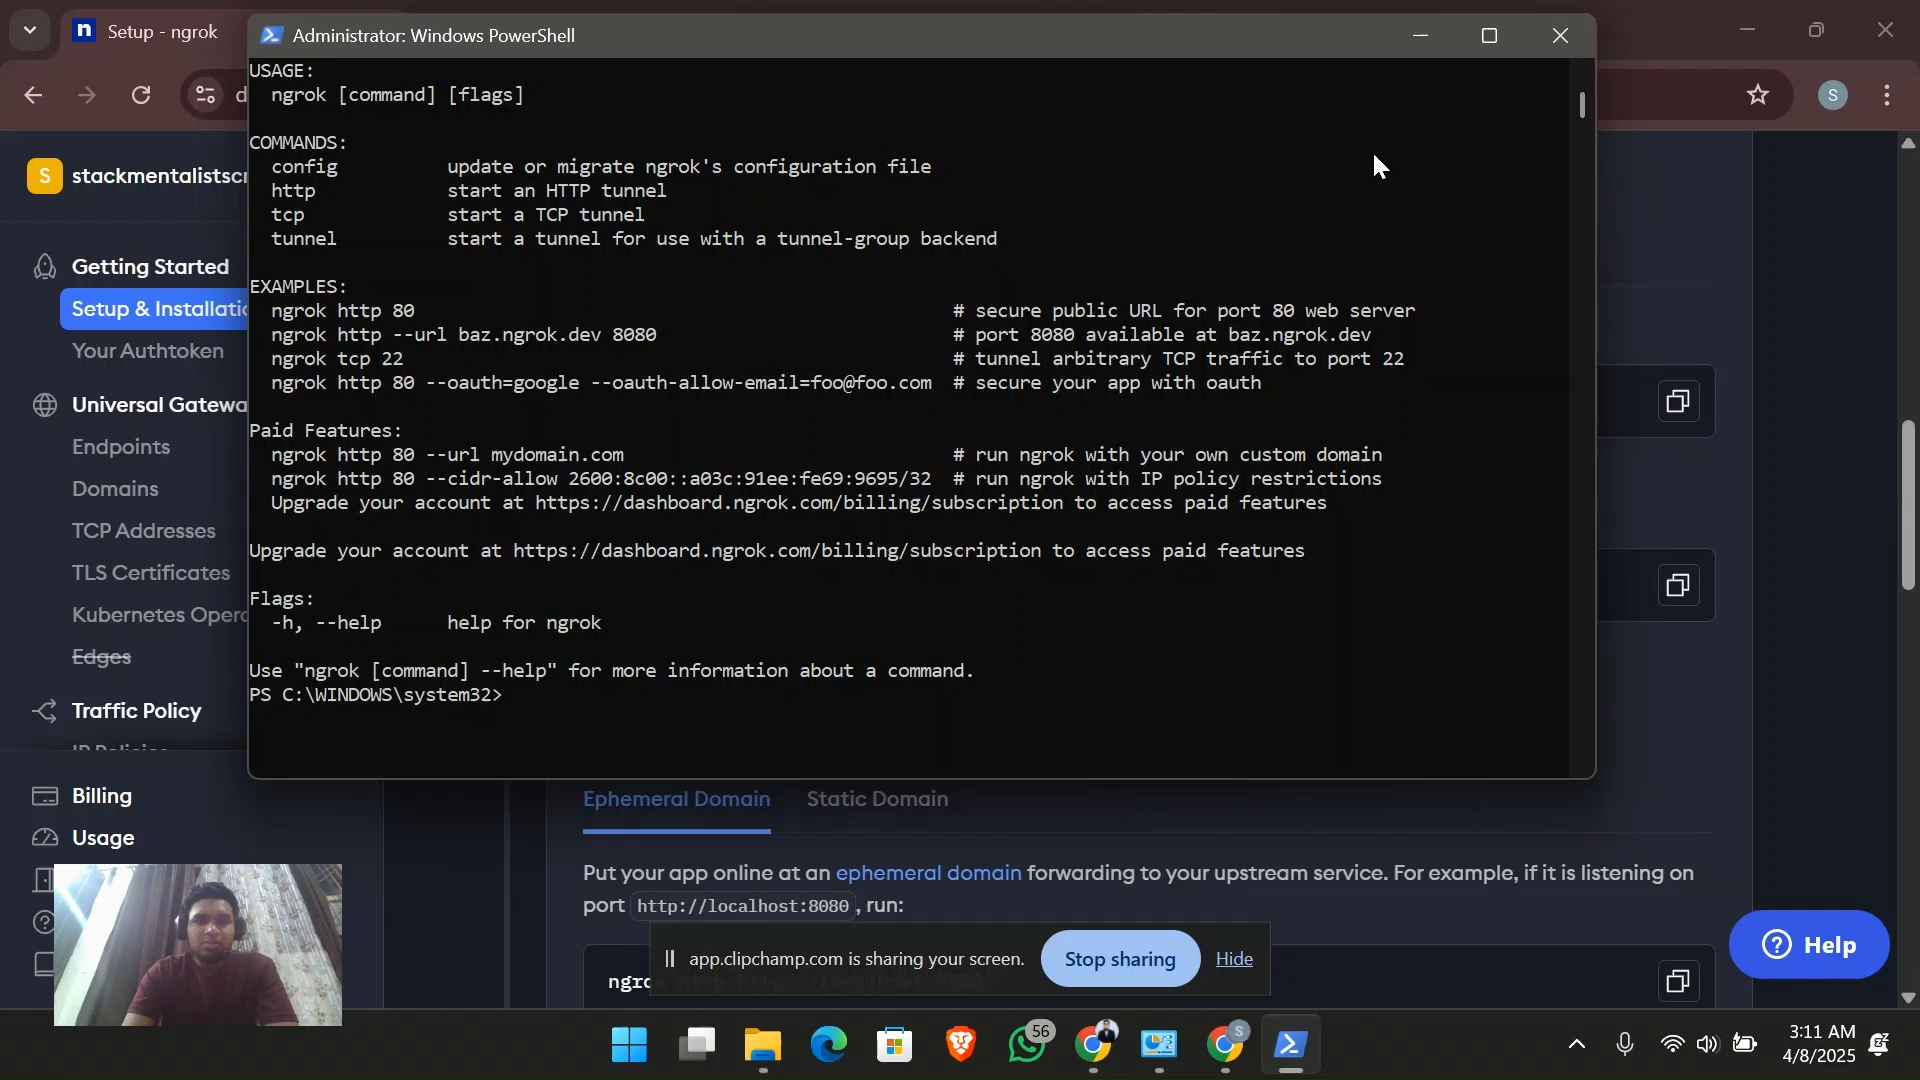 n Setup - ngrok
Administrator: Windows PowerShell
USAGE:
ngrok [command] [flags]
COMMANDS:
config update or migrate ngrok's configuration file
http start an HTTP tunnel
tcp start a TCP tunnel
tunnel start a tunnel for use with a tunnel-group backend
EXAMPLES:
ngrok http 80 # secure public URL for port 80 web server
ngrok http --url baz.ngrok.dev 8080 # port 8080 available at baz.ngrok.dev
ngrok tcp 22 # tunnel arbitrary TCP traffic to port 22
ngrok http 80 --oauth=google --oauth-allow-email=foo@foo.com # secure your app with oauth
Paid Features:
ngrok http 80 --url mydomain.com # run ngrok with your own custom domain
ngrok http 80 --cidr-allow 2600:8c00::a03c:91ee:fe69:9695/32 # run ngrok with IP policy restrictions
Upgrade your account at https://dashboard.ngrok.com/billing/subscription to access paid features
Upgrade your account at https://dashboard.ngrok.com/billing/subscription to access paid features
Flags:
-h, --help help for ngrok
Use "ngrok [command] --help" for more information about a command.
PS C:\WINDOWS\system32>
d
S
S stackmentalistscr
Getting Started
Setup & Installatic
Your Authtoken
Universal Gatewa
Endpoints
Domains
TCP Addresses
TLS Certificates
Kubernetes Opera
Edges
Traffic Policy
IP Policies
Billing
Usage
Ephemeral Domain Static Domain
Put your app online at an ephemeral domain forwarding to your upstream service. For example, if it is listening on
port http://localhost:8080 , run:
app.clipchamp.com is sharing your screen. Stop sharing Hide
ngrok http http://localhost:8080
Help
56
S
3:11 AM
4/8/2025